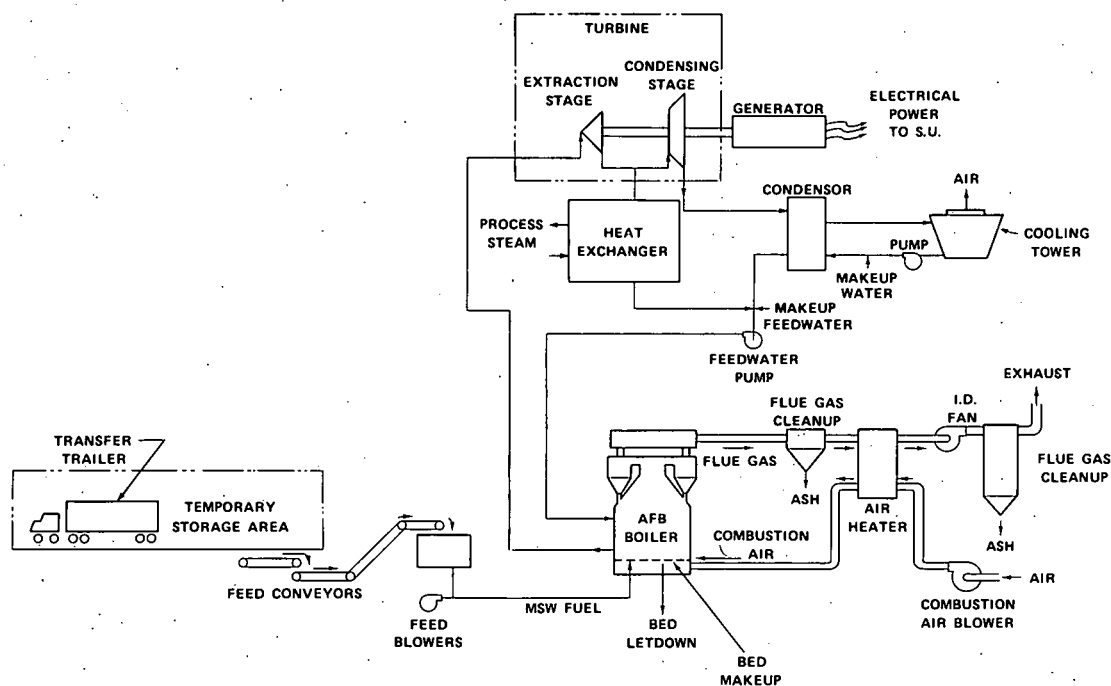 TURBINE
CONDENSING
STAGE
EXTRACTION
STAGE
GENERATOR
ELECTRICAL
POWER
TO S.U.
CONDENSOR
AIR
PROCESS
STEAM
HEAT
EXCHANGER
PUMP
COOLING
TOWER
MAKEUP
WATER
MAKEUP
FEEDWATER
FEEDWATER
PUMP
EXHAUST
I.D.
FAN
FLUE GAS
CLEANUP
FLUE GAS
FLUE GAS
CLEANUP
TRANSFER
TRAILER
TEMPORARY
STORAGE AREA
ASH
AFB
BOILER
AIR
HEATER
COMBUSTION
AIR
ASH
FEED CONVEYORS
AIR
MSW FUEL
COMBUSTION
AIR BLOWER
FEED
BLOWERS
BED
LETDOWN
BED
MAKEUP